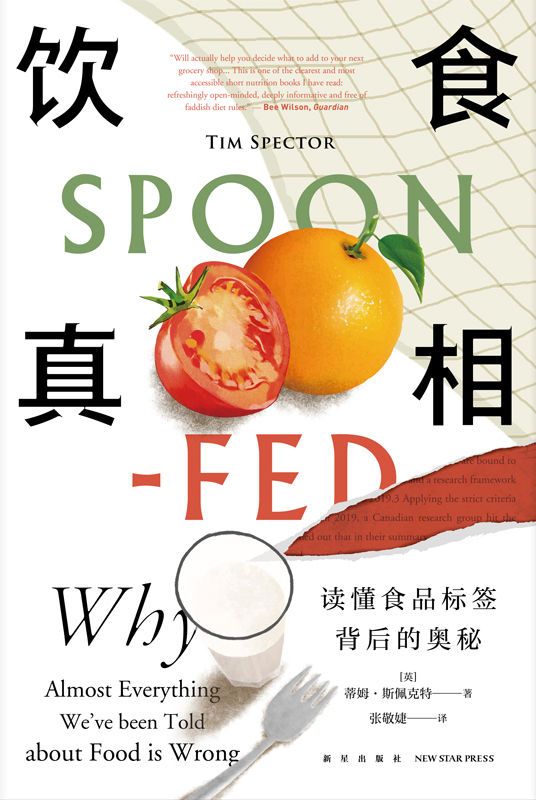 饮食
"Will actually help you decide what to add to your next
grocery shop... This is one of the clearest and most
accessible short nutrition books I have read:
refreshingly open-minded, deeply informative and free of
faddish diet rules." — Bee Wilson, Guardian
TIM SPECTOR
SPOON
真相
-FED
are bound to
and a research framework
2019.3 Applying the strict criteria
2019, a Canadian research group hit the
out that in their summary
Why
Almost Everything
We've been Told
about Food is Wrong
读懂食品标签
背后的奥秘
[英]
蒂姆·斯佩克特——著
张敬婕——译
新星出版社 NEW STAR PRESS